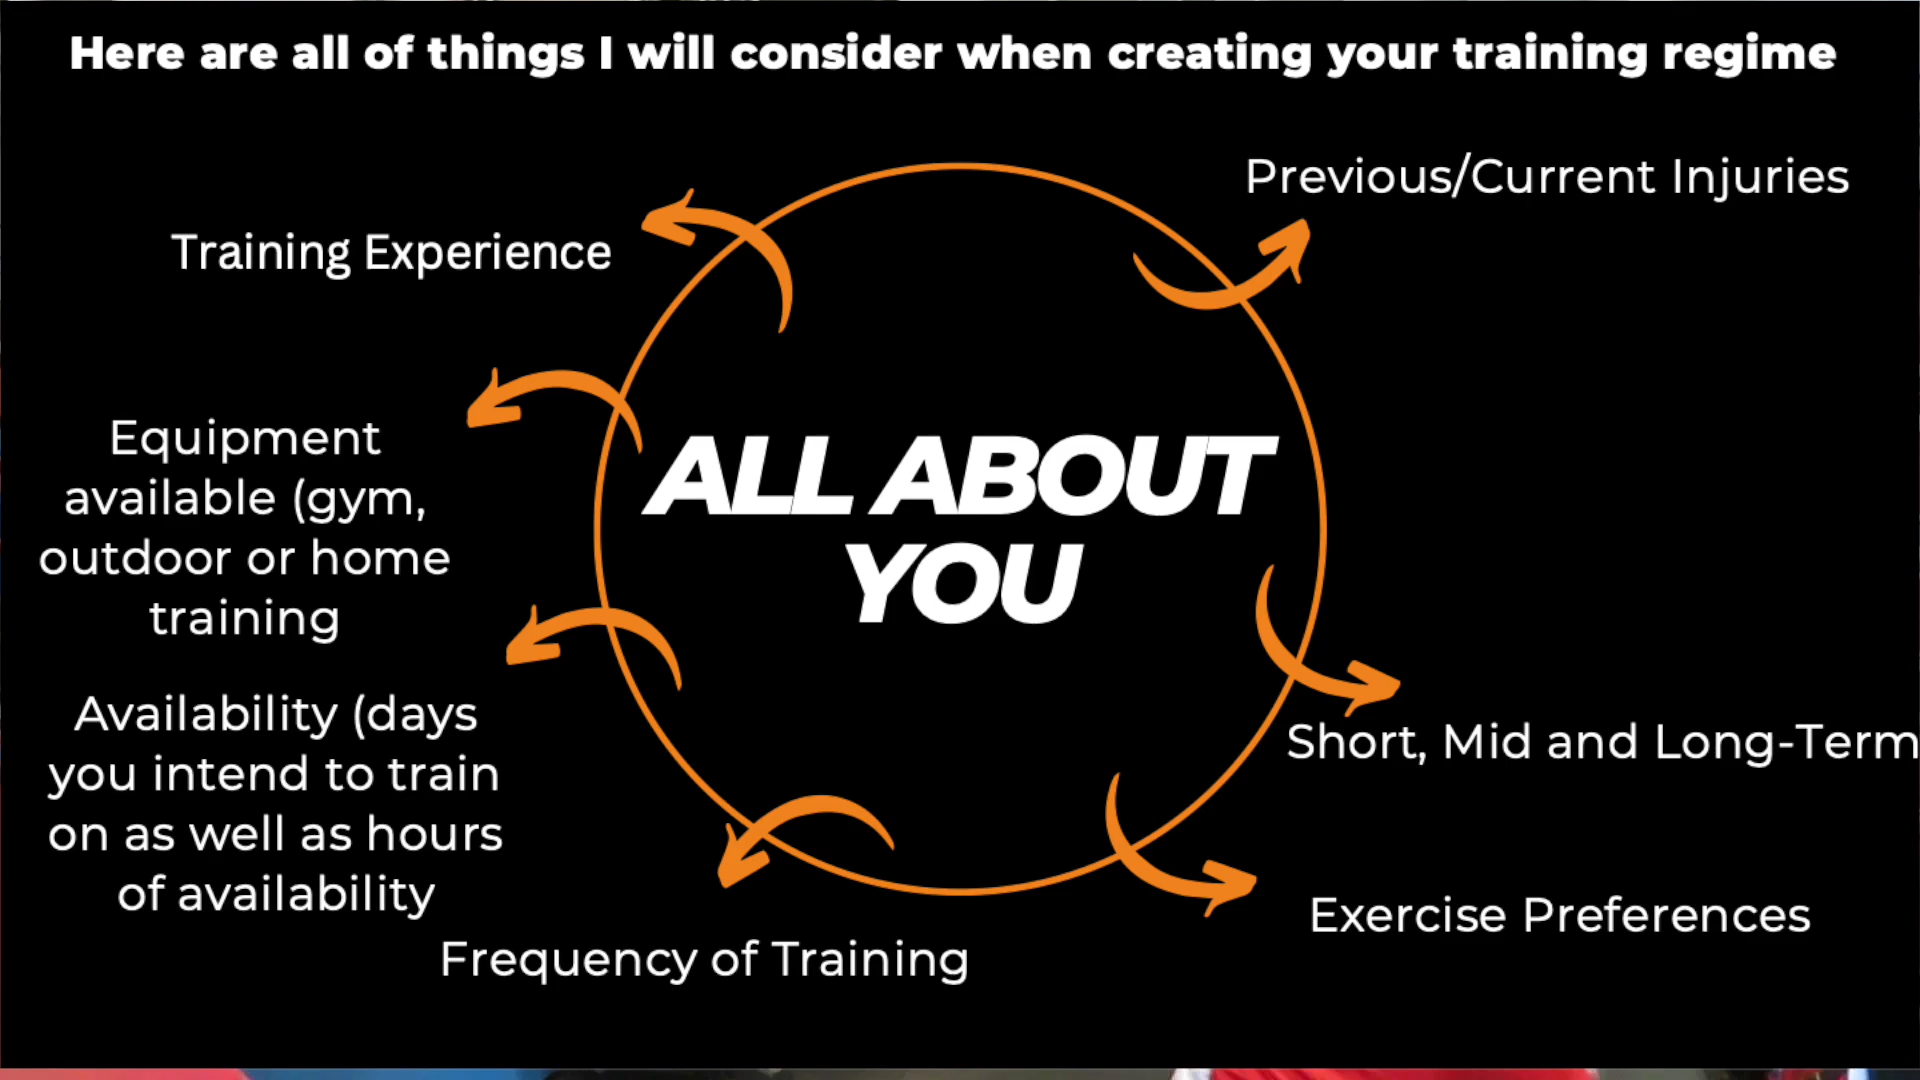 Here are all of things I will consider when creating your training regime
Previous/Current Injuries
Training Experience
Equipment
available (gym,
outdoor or home
training
ALL ABOUT
YOU
Availability (days
you intend to train
on as well as hours
of availability
Short, Mid and Long-Term
Exercise Preferences
Frequency of Training